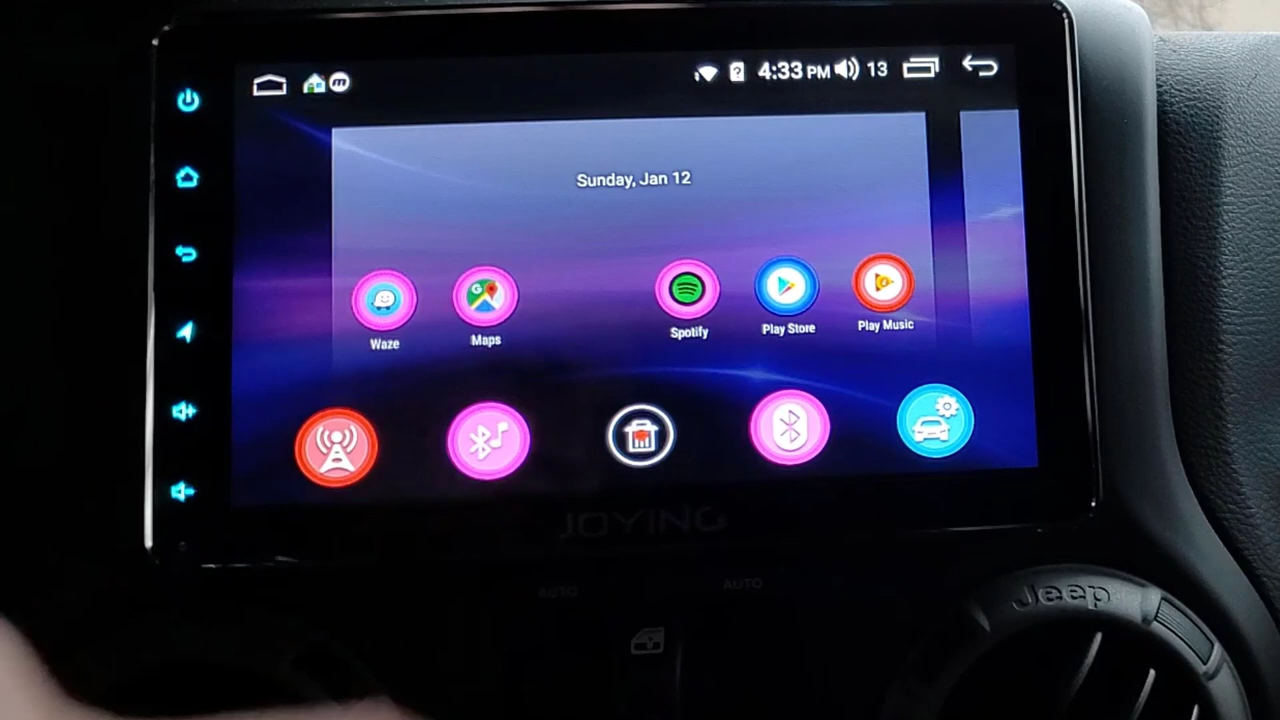 4:33 PM 13
Sunday, Jan 12
Waze
Maps
Spotify
Play Store
Play Music
JOYING
AUTO
AUTO
Jeep